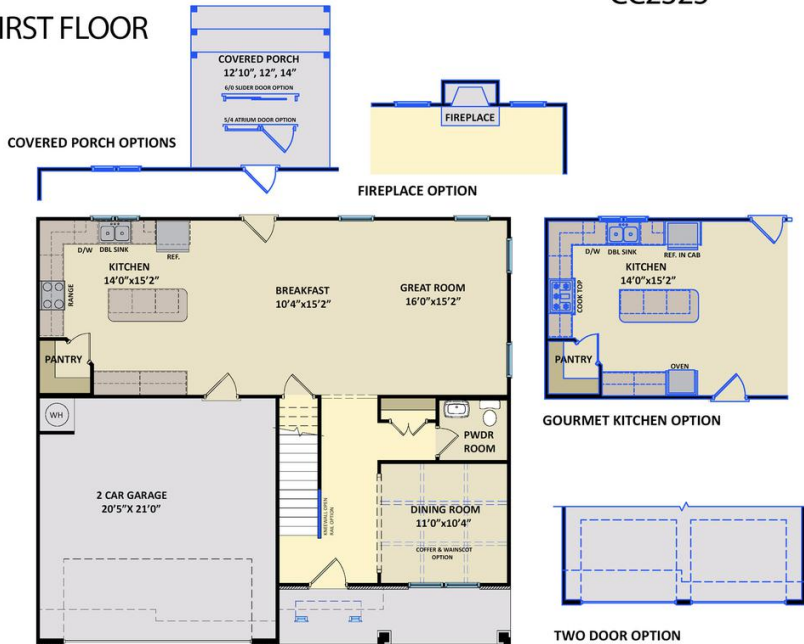 IRST FLOOR
COVERED PORCH
12'10", 12", 14"
6/0 SLIDER DOOR OPTION
5/4 ATRIUM DOOR OPTION
COVERED PORCH OPTIONS
FIREPLACE
FIREPLACE OPTION
D/W
DBL SINK
REF.
KITCHEN
14'0"x15'2"
RANGE
BREAKFAST
10'4"x15'2"
GREAT ROOM
16'0"x15'2"
PANTRY
WH
2 CAR GARAGE
20'5"X 21'0"
KNEEWALL OPEN
RAIL OPTION
PWDR
ROOM
DINING ROOM
11'0"x10'4"
COFFER & WAINSCOT
OPTION
D/W
DBL SINK
REF. IN CAB
KITCHEN
14'0"x15'2"
COOK TOP
PANTRY
OVEN
GOURMET KITCHEN OPTION
TWO DOOR OPTION